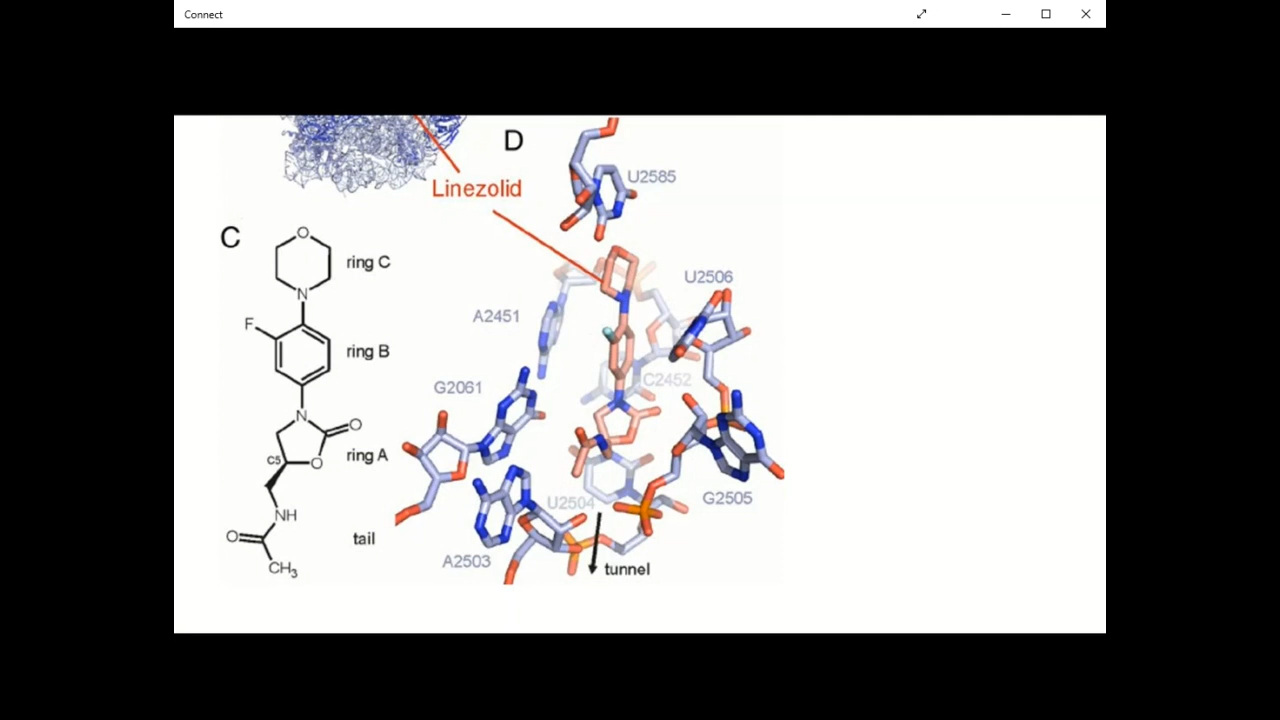 Connect
D
U2585
Linezolid
C
O
ring C
N
F
ring B
N
O
C5
O
ring A
NH
O
tail
CH3
U2506
A2451
C2452
G2061
G2505
U2504
A2503
tunnel